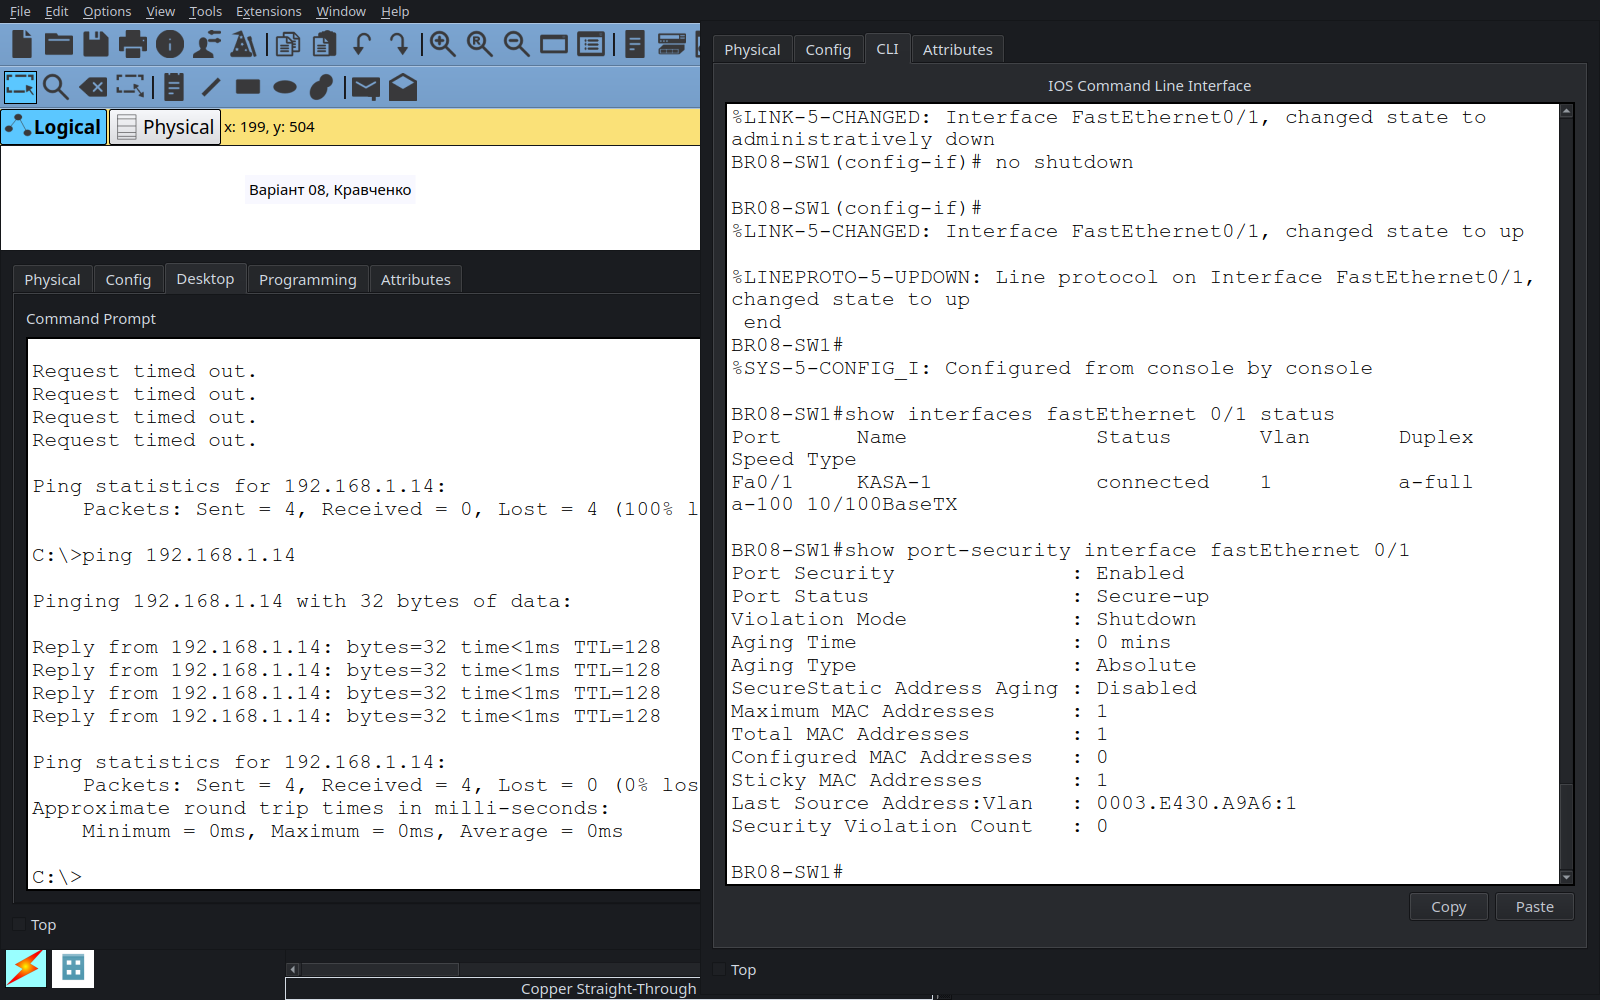 File Edit Options View Tools Extensions Window Help
Logical
Physical
x: 199, y: 504
Варіант 08, Кравченко
Physical Config Desktop Programming Attributes
Command Prompt
Request timed out.
Request timed out.
Request timed out.
Request timed out.
Ping statistics for 192.168.1.14:
Packets: Sent = 4, Received = 0, Lost = 4 (100% l
C:\>ping 192.168.1.14
Pinging 192.168.1.14 with 32 bytes of data:
Reply from 192.168.1.14: bytes=32 time<1ms TTL=128
Reply from 192.168.1.14: bytes=32 time<1ms TTL=128
Reply from 192.168.1.14: bytes=32 time<1ms TTL=128
Reply from 192.168.1.14: bytes=32 time<1ms TTL=128
Ping statistics for 192.168.1.14:
Packets: Sent = 4, Received = 4, Lost = 0 (0% los
Approximate round trip times in milli-seconds:
Minimum = 0ms, Maximum = 0ms, Average = 0ms
C:\>
Top
Copper Straight-Through
Physical Config CLI Attributes
IOS Command Line Interface
%LINK-5-CHANGED: Interface FastEthernet0/1, changed state to
administratively down
BR08-SW1(config-if)# no shutdown
BR08-SW1(config-if)#
%LINK-5-CHANGED: Interface FastEthernet0/1, changed state to up
%LINEPROTO-5-UPDOWN: Line protocol on Interface FastEthernet0/1,
changed state to up
end
BR08-SW1#
%SYS-5-CONFIG_I: Configured from console by console
BR08-SW1#show interfaces fastEthernet 0/1 status
Port Name Status Vlan Duplex
Speed Type
Fa0/1 KASA-1 connected 1 a-full
a-100 10/100BaseTX
BR08-SW1#show port-security interface fastEthernet 0/1
Port Security : Enabled
Port Status : Secure-up
Violation Mode : Shutdown
Aging Time : 0 mins
Aging Type : Absolute
SecureStatic Address Aging : Disabled
Maximum MAC Addresses : 1
Total MAC Addresses : 1
Configured MAC Addresses : 0
Sticky MAC Addresses : 1
Last Source Address:Vlan : 0003.E430.A9A6:1
Security Violation Count : 0
BR08-SW1#
Copy Paste
Top